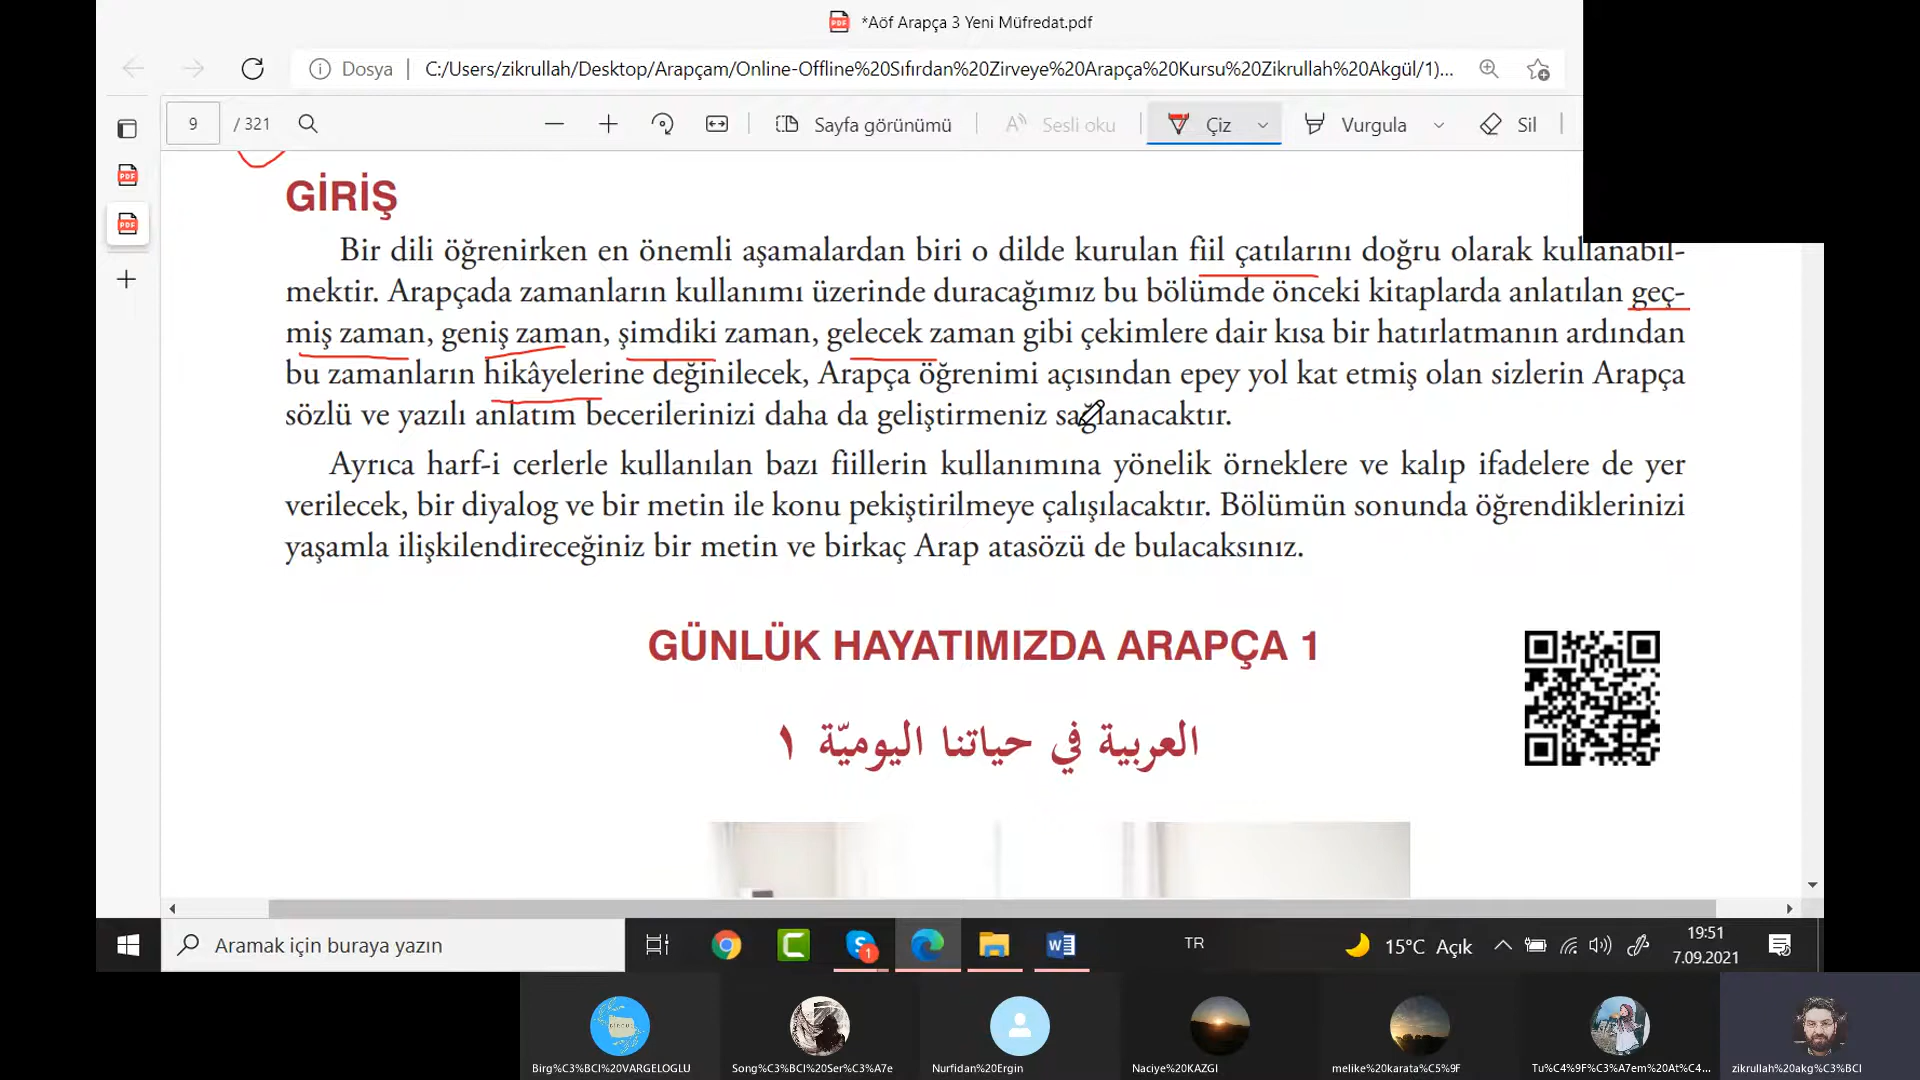 *Aöf Arapça 3 Yeni Müfredat.pdf
Dosya
C:/Users/zikrullah/Desktop/Arapçam/Online-Offline%20Sıfırdan%20Zirveye%20Arapça%20Kursu%20Zikrullah%20Akgül/1)...
9 / 321
Sayfa görünümü
Sesli oku
Çiz
Vurgula
Sil
GİRİŞ
Bir dili öğrenirken en önemli aşamalardan biri o dilde kurulan fiil çatılarını doğru olarak kullanabil-
mektir. Arapçada zamanların kullanımı üzerinde duracağımız bu bölümde önceki kitaplarda anlatılan geç-
miş zaman, geniş zaman, şimdiki zaman, gelecek zaman gibi çekimlere dair kısa bir hatırlatmanın ardından
bu zamanların hikâyelerine değinilecek, Arapça öğrenimi açısından epey yol kat etmiş olan sizlerin Arapça
sözlü ve yazılı anlatım becerilerinizi daha da geliştirmeniz sağlanacaktır.
Ayrıca harf-i cerlerle kullanılan bazı fiillerin kullanımına yönelik örneklere ve kalıp ifadelere de yer
verilecek, bir diyalog ve bir metin ile konu pekiştirilmeye çalışılacaktır. Bölümün sonunda öğrendiklerinizi
yaşamla ilişkilendireceğiniz bir metin ve birkaç Arap atasözü de bulacaksınız.
GÜNLÜK HAYATIMIZDA ARAPÇA 1
العربية في حياتنا اليوميّة ١
Aramak için buraya yazın
1
TR
15°C Açık
19:51
7.09.2021
Birg%C3%BCl%20VARGELOGLU
Song%C3%BCl%20Ser%C3%A7e
Nurfidan%20Ergin
Naciye%20KAZGI
melike%20karata%C5%9F
Tu%C4%9F%C3%A7em%20At%C4...
zikrullah%20akg%C3%BCl